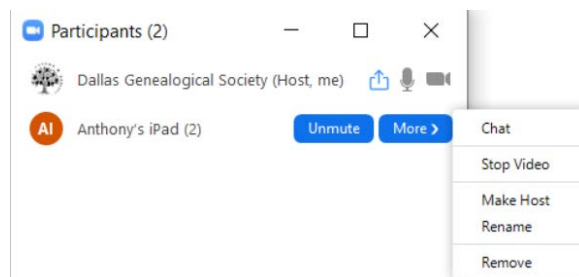 Participants (2)
Dallas Genealogical Society (Host, me)
AI Anthony's iPad (2) Unmute More >
Chat
Stop Video
Make Host
Rename
Remove